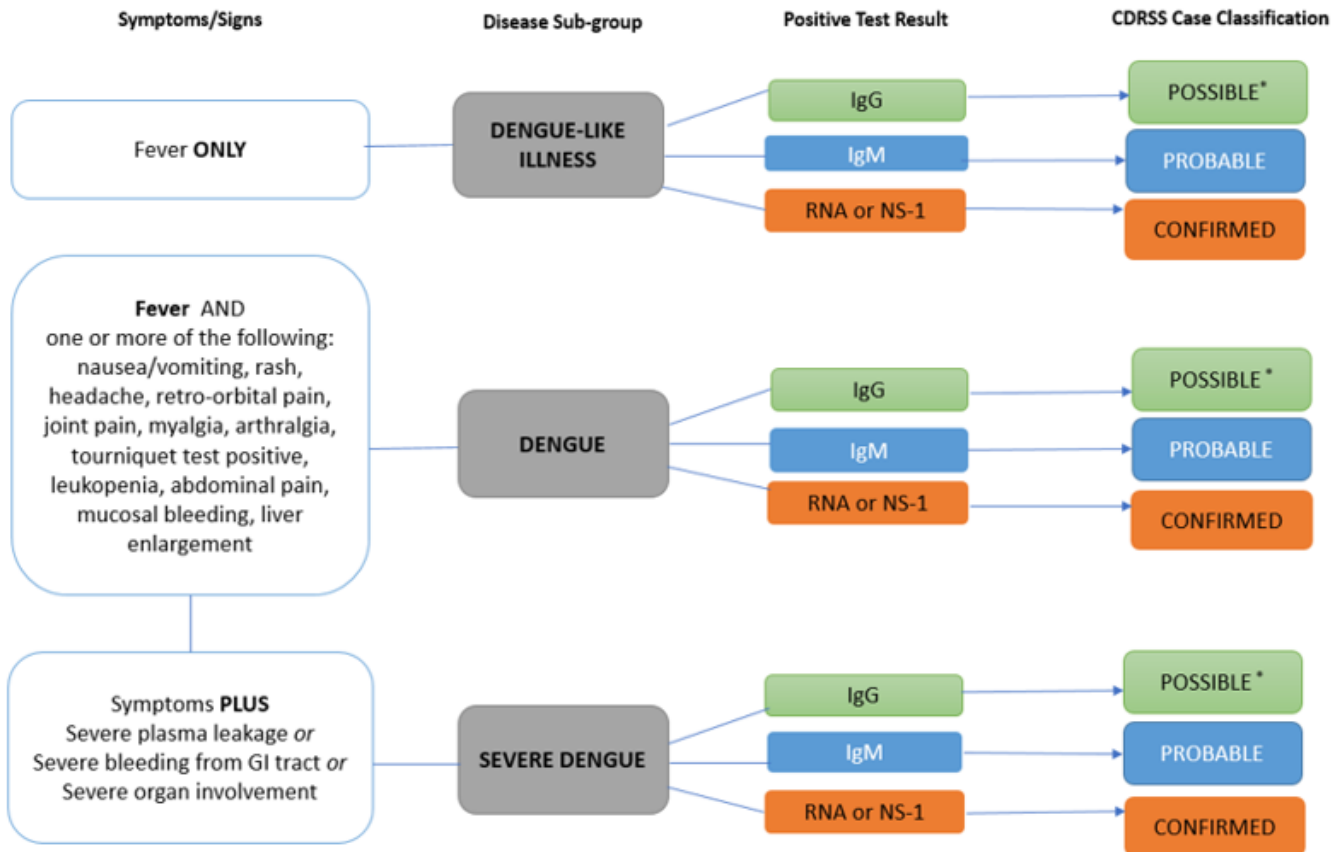 Symptoms/Signs
Disease Sub-group
Positive Test Result
CDRSS Case Classification
Fever ONLY
DENGUE-LIKE
ILLNESS
IgG
POSSIBLE*
IgM
PROBABLE
RNA or NS-1
CONFIRMED
Fever AND
one or more of the following:
nausea/vomiting, rash,
headache, retro-orbital pain,
joint pain, myalgia, arthralgia,
tourniquet test positive,
leukopenia, abdominal pain,
mucosal bleeding, liver
enlargement
DENGUE
IgG
POSSIBLE *
IgM
PROBABLE
RNA or NS-1
CONFIRMED
Symptoms PLUS
Severe plasma leakage or
Severe bleeding from GI tract or
Severe organ involvement
SEVERE DENGUE
IgG
POSSIBLE *
IgM
PROBABLE
RNA or NS-1
CONFIRMED